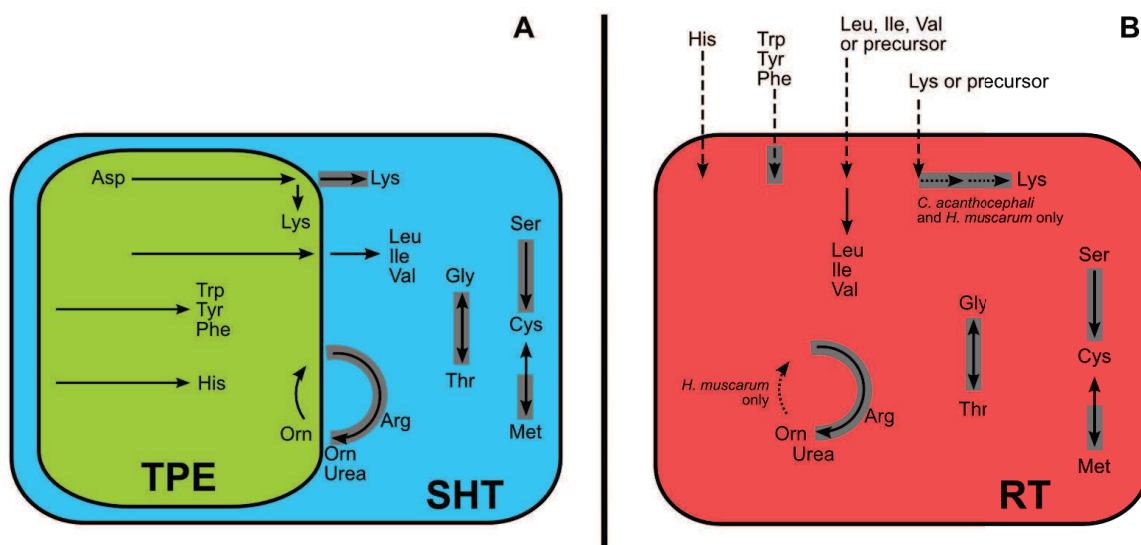 A
Asp
Lys
Lys
Leu
Ile
Val
Trp
Tyr
Phe
His
Orn
Orn
Urea
Arg
Gly
Thr
Ser
Cys
Met
TPE
SHT
B
His
Trp
Tyr
Phe
Leu, Ile, Val
or precursor
Lys or precursor
Lys
C. acanthocephali
and H. muscarum only
Leu
Ile
Val
H. muscarum
only
Orn
Urea
Arg
Gly
Thr
Ser
Cys
Met
RT